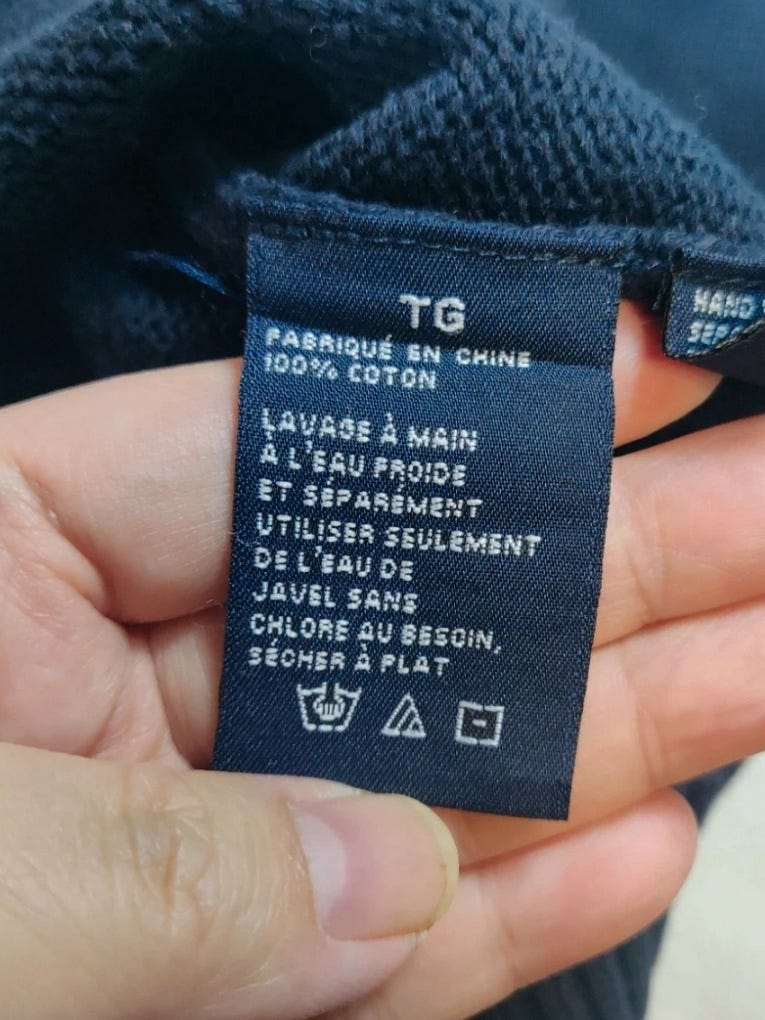 TG
FABRIQUÉ EN CHINE
100% COTON
LAVAGE À MAIN
À L'EAU FROIDE
ET SÉPARÉMENT
UTILISER SEULEMENT
DE L'EAU DE
JAVEL SANS
CHLORE AU BESOIN,
SÉCHER À PLAT
HAND